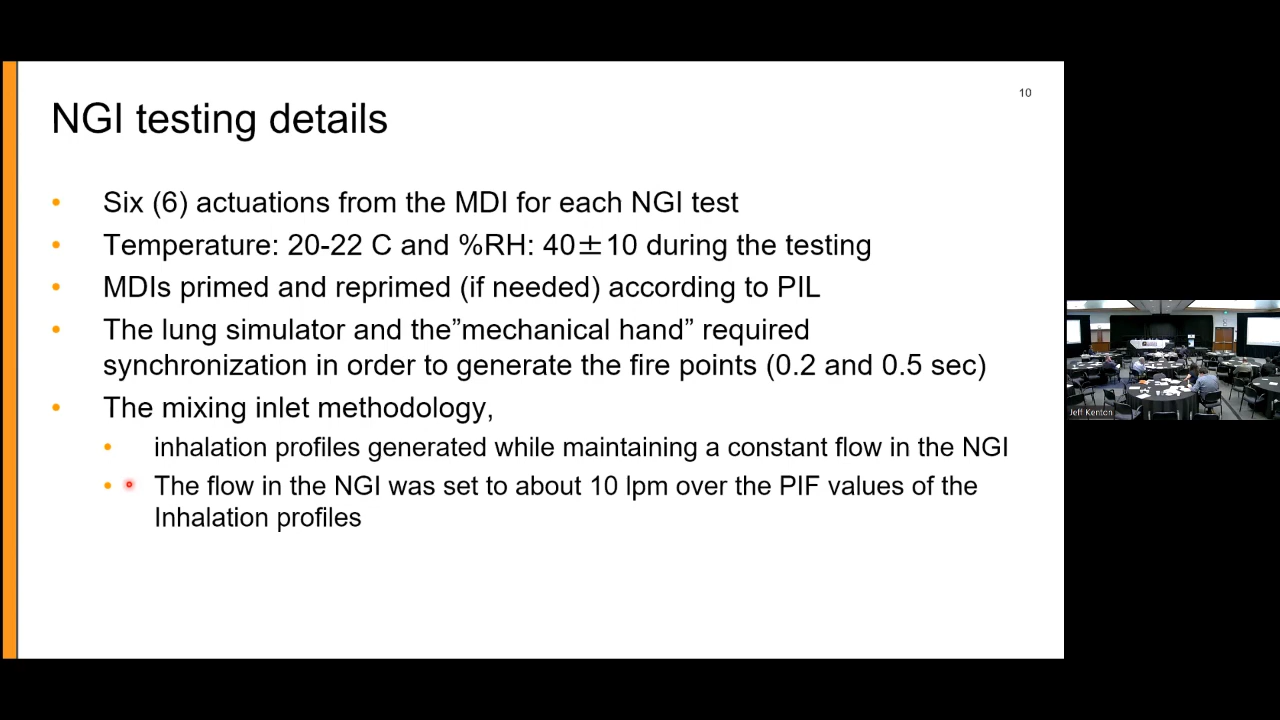 10
NGI testing details
• Six (6) actuations from the MDI for each NGI test
• Temperature: 20-22 C and %RH: 40±10 during the testing
• MDIs primed and reprimed (if needed) according to PIL
• The lung simulator and the”mechanical hand” required
synchronization in order to generate the fire points (0.2 and 0.5 sec)
• The mixing inlet methodology,
• inhalation profiles generated while maintaining a constant flow in the NGI
• The flow in the NGI was set to about 10 lpm over the PIF values of the
Inhalation profiles
Jeff Kenton